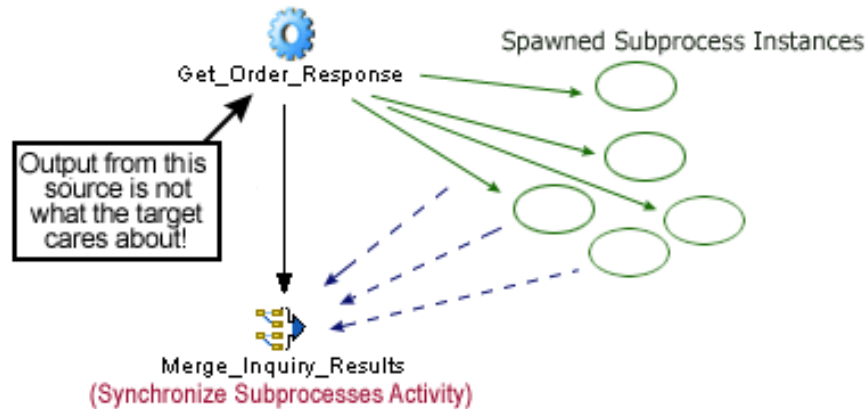 Spawned Subprocess Instances
Get_Order_Response
Output from this
source is not
what the target
cares about!
Merge_Inquiry_Results
(Synchronize Subprocesses Activity)